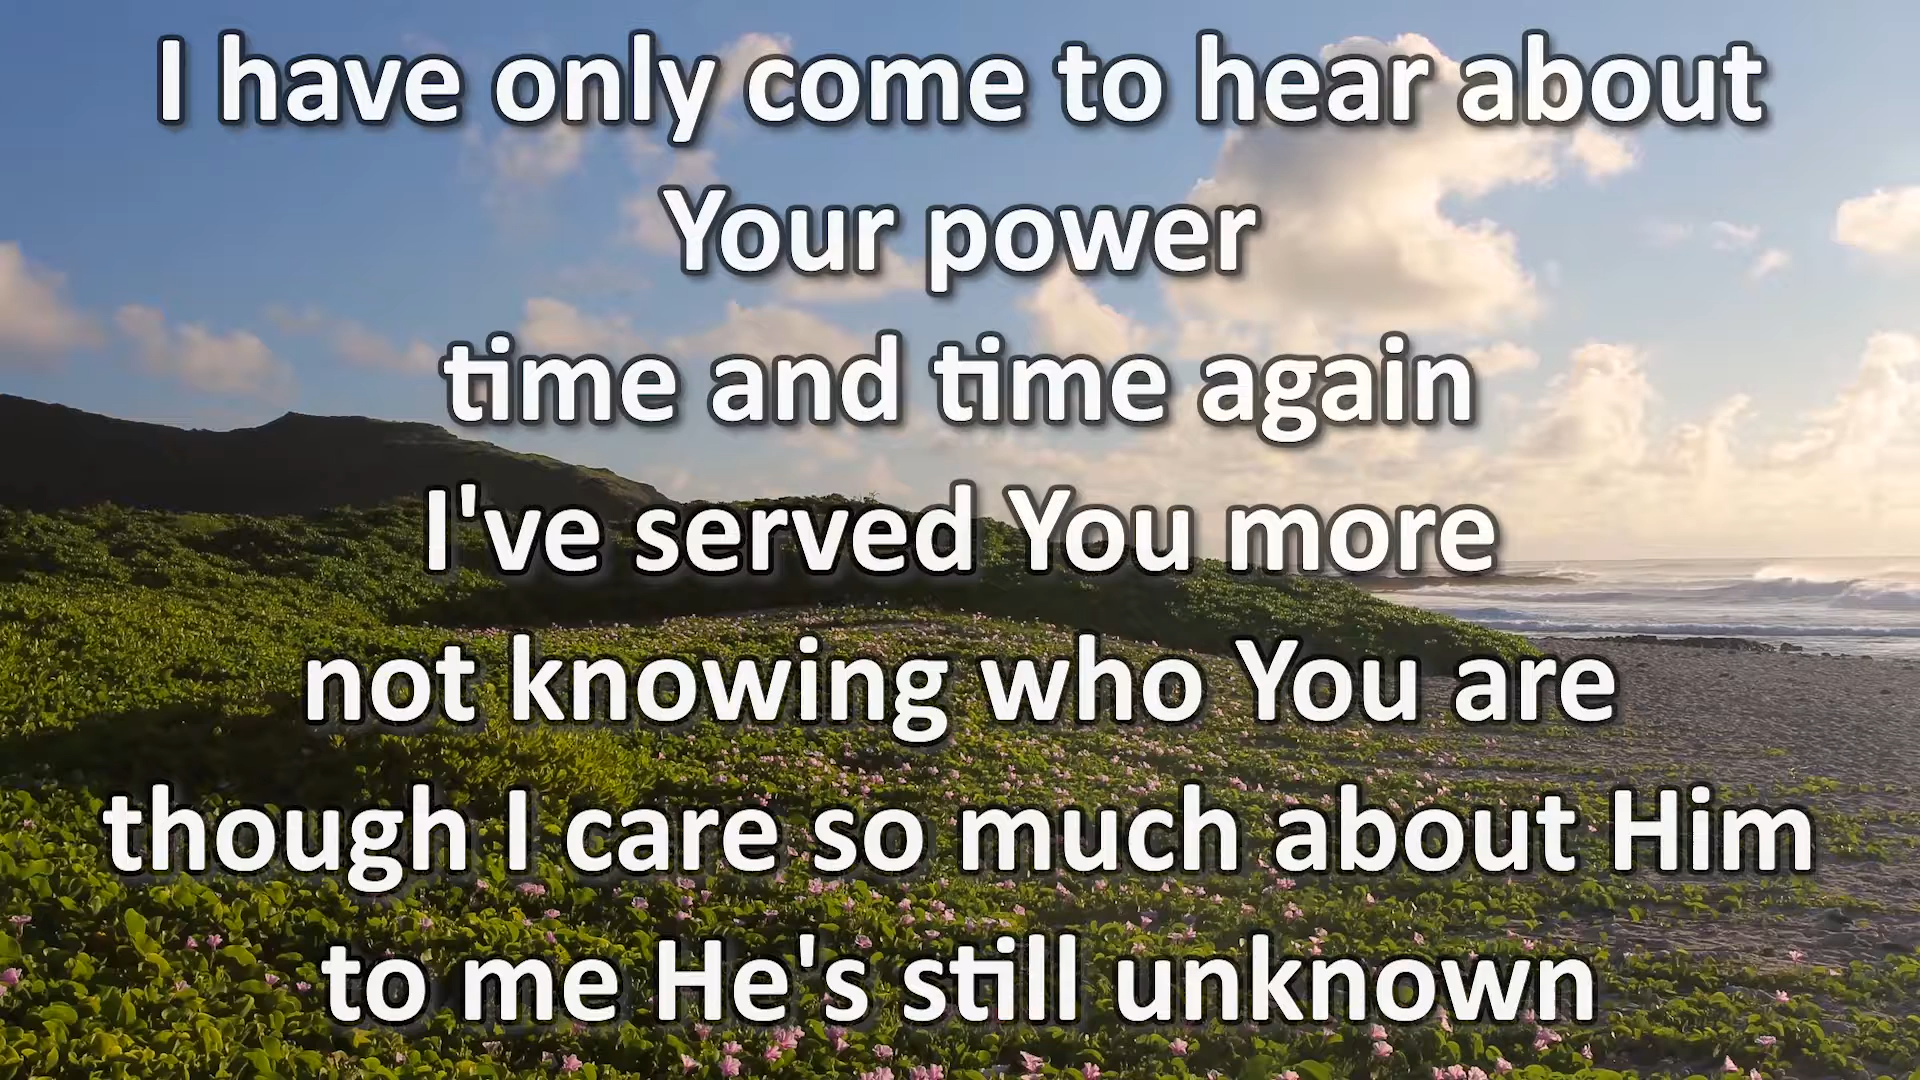 I have only come to hear about
Your power
time and time again
I've served You more
not knowing who You are
though I care so much about Him
to me He's still unknown